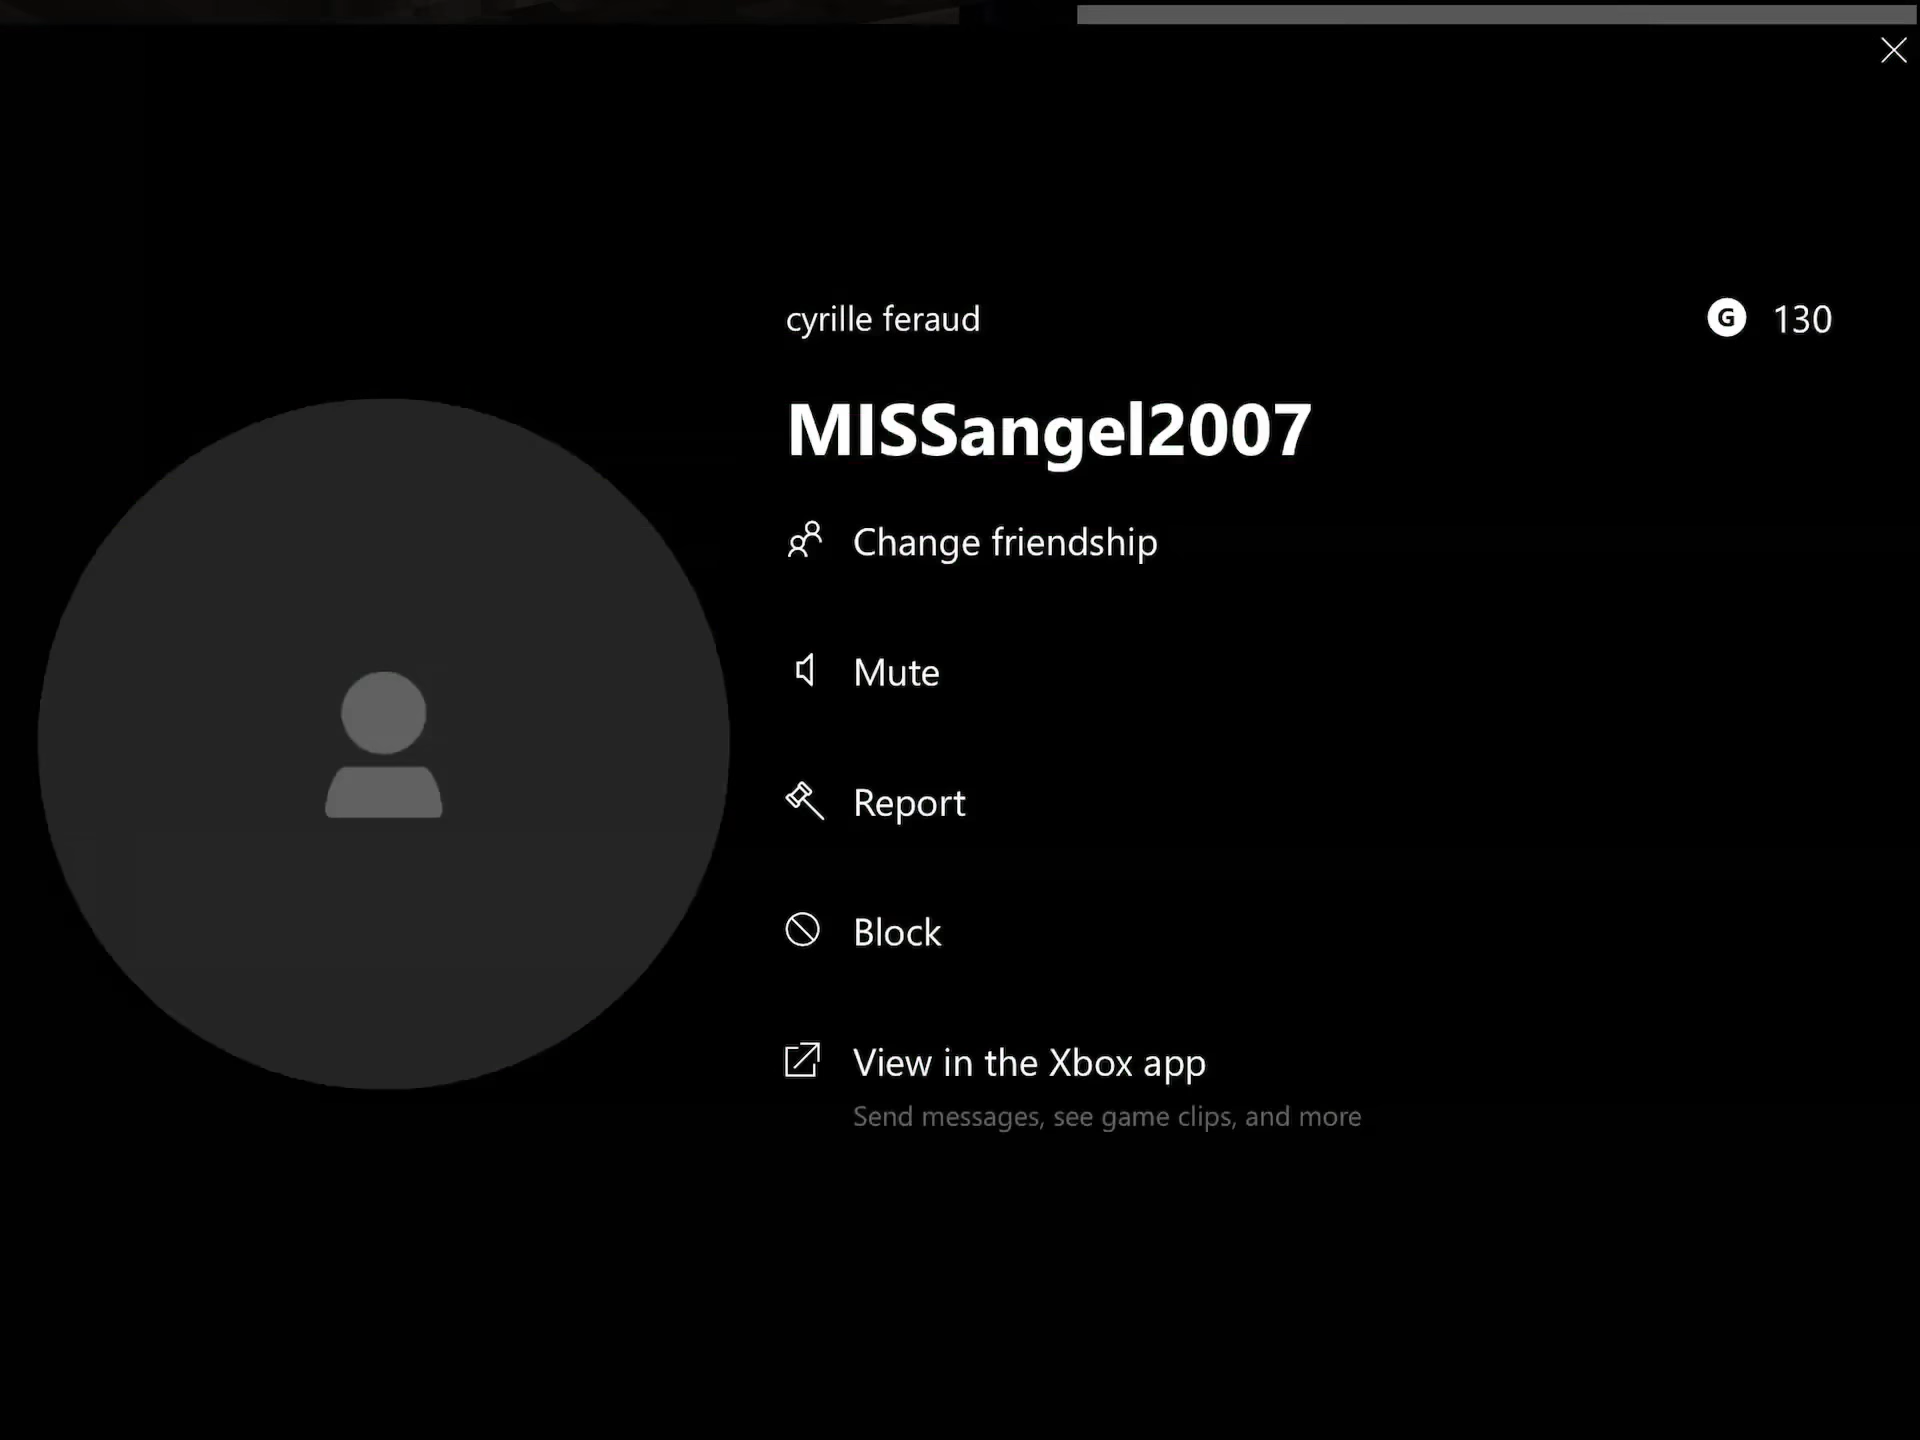 cyrille feraud
G 130
MISSangel2007
Change friendship
Mute
Report
Block
View in the Xbox app
Send messages, see game clips, and more